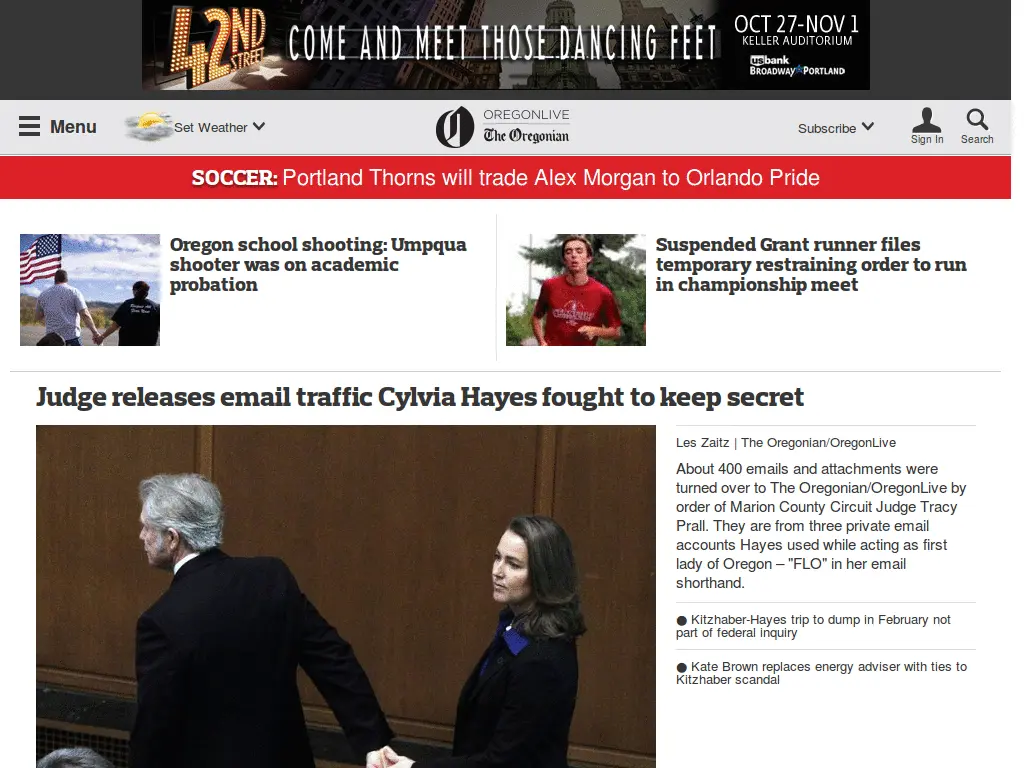 42ND STREET
COME AND MEET THOSE DANCING FEET
OCT 27-NOV 1
KELLER AUDITORIUM
usbank
BROADWAY PORTLAND
Menu
Set Weather
OREGONLIVE
The Oregonian
Subscribe
Sign In
Search
SOCCER: Portland Thorns will trade Alex Morgan to Orlando Pride
Oregon school shooting: Umpqua
shooter was on academic
probation
Suspended Grant runner files
temporary restraining order to run
in championship meet
Judge releases email traffic Cylvia Hayes fought to keep secret
Les Zaitz | The Oregonian/OregonLive
About 400 emails and attachments were
turned over to The Oregonian/OregonLive by
order of Marion County Circuit Judge Tracy
Prall. They are from three private email
accounts Hayes used while acting as first
lady of Oregon – "FLO" in her email
shorthand.
● Kitzhaber-Hayes trip to dump in February not
part of federal inquiry
● Kate Brown replaces energy adviser with ties to
Kitzhaber scandal